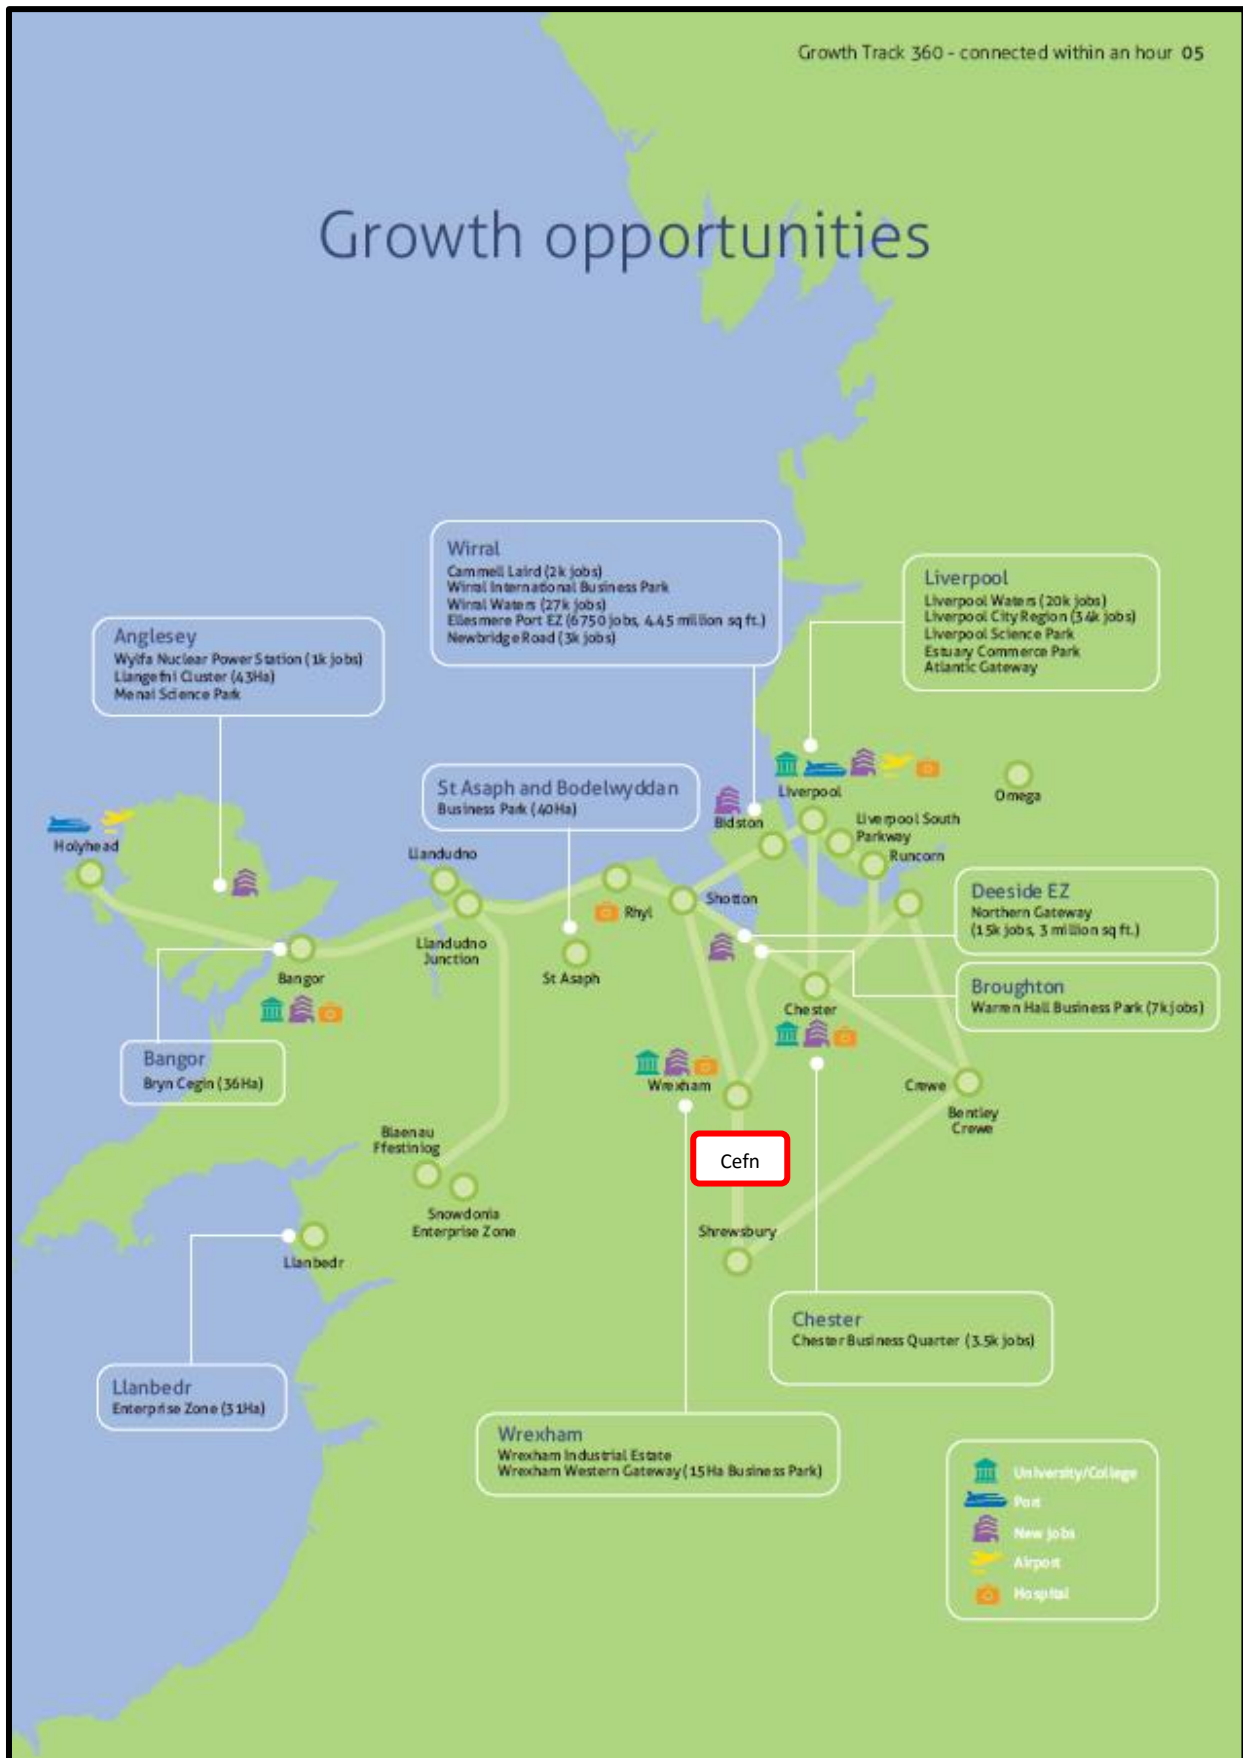 Growth Track 360 - connected within an hour 05
Growth opportunities
Wirral
Cammell Laird (2k jobs)
Wirral International Business Park
Wirral Waters (27k jobs)
Ellesmere Port EZ (6750 jobs, 4.45 million sq ft.)
Newbridge Road (3k jobs)
Liverpool
Liverpool Waters (20k jobs)
Liverpool City Region (34k jobs)
Liverpool Science Park
Estuary Commerce Park
Atlantic Gateway
Anglesey
Wylfa Nuclear Power Station (1k jobs)
Llangefni Cluster (43Ha)
Menai Science Park
St Asaph and Bodelwyddan
Business Park (40Ha)
Holyhead
Llandudno
Bidston
Liverpool
Omega
Liverpool South
Parkway
Runcorn
Rhyl
Shotton
Deeside EZ
Northern Gateway
(15k jobs, 3 million sq ft.)
Llandudno
Junction
Bangor
St Asaph
Chester
Broughton
Warren Hall Business Park (7k jobs)
Bangor
Bryn Cegin (36Ha)
Wrexham
Crewe
Bentley
Crewe
Blaenau
Ffestiniog
Cefn
Snowdonia
Enterprise Zone
Shrewsbury
Llanbedr
Chester
Chester Business Quarter (3.5k jobs)
Llanbedr
Enterprise Zone (31Ha)
Wrexham
Wrexham Industrial Estate
Wrexham Western Gateway (15Ha Business Park)
University/College
Port
New jobs
Airport
Hospital